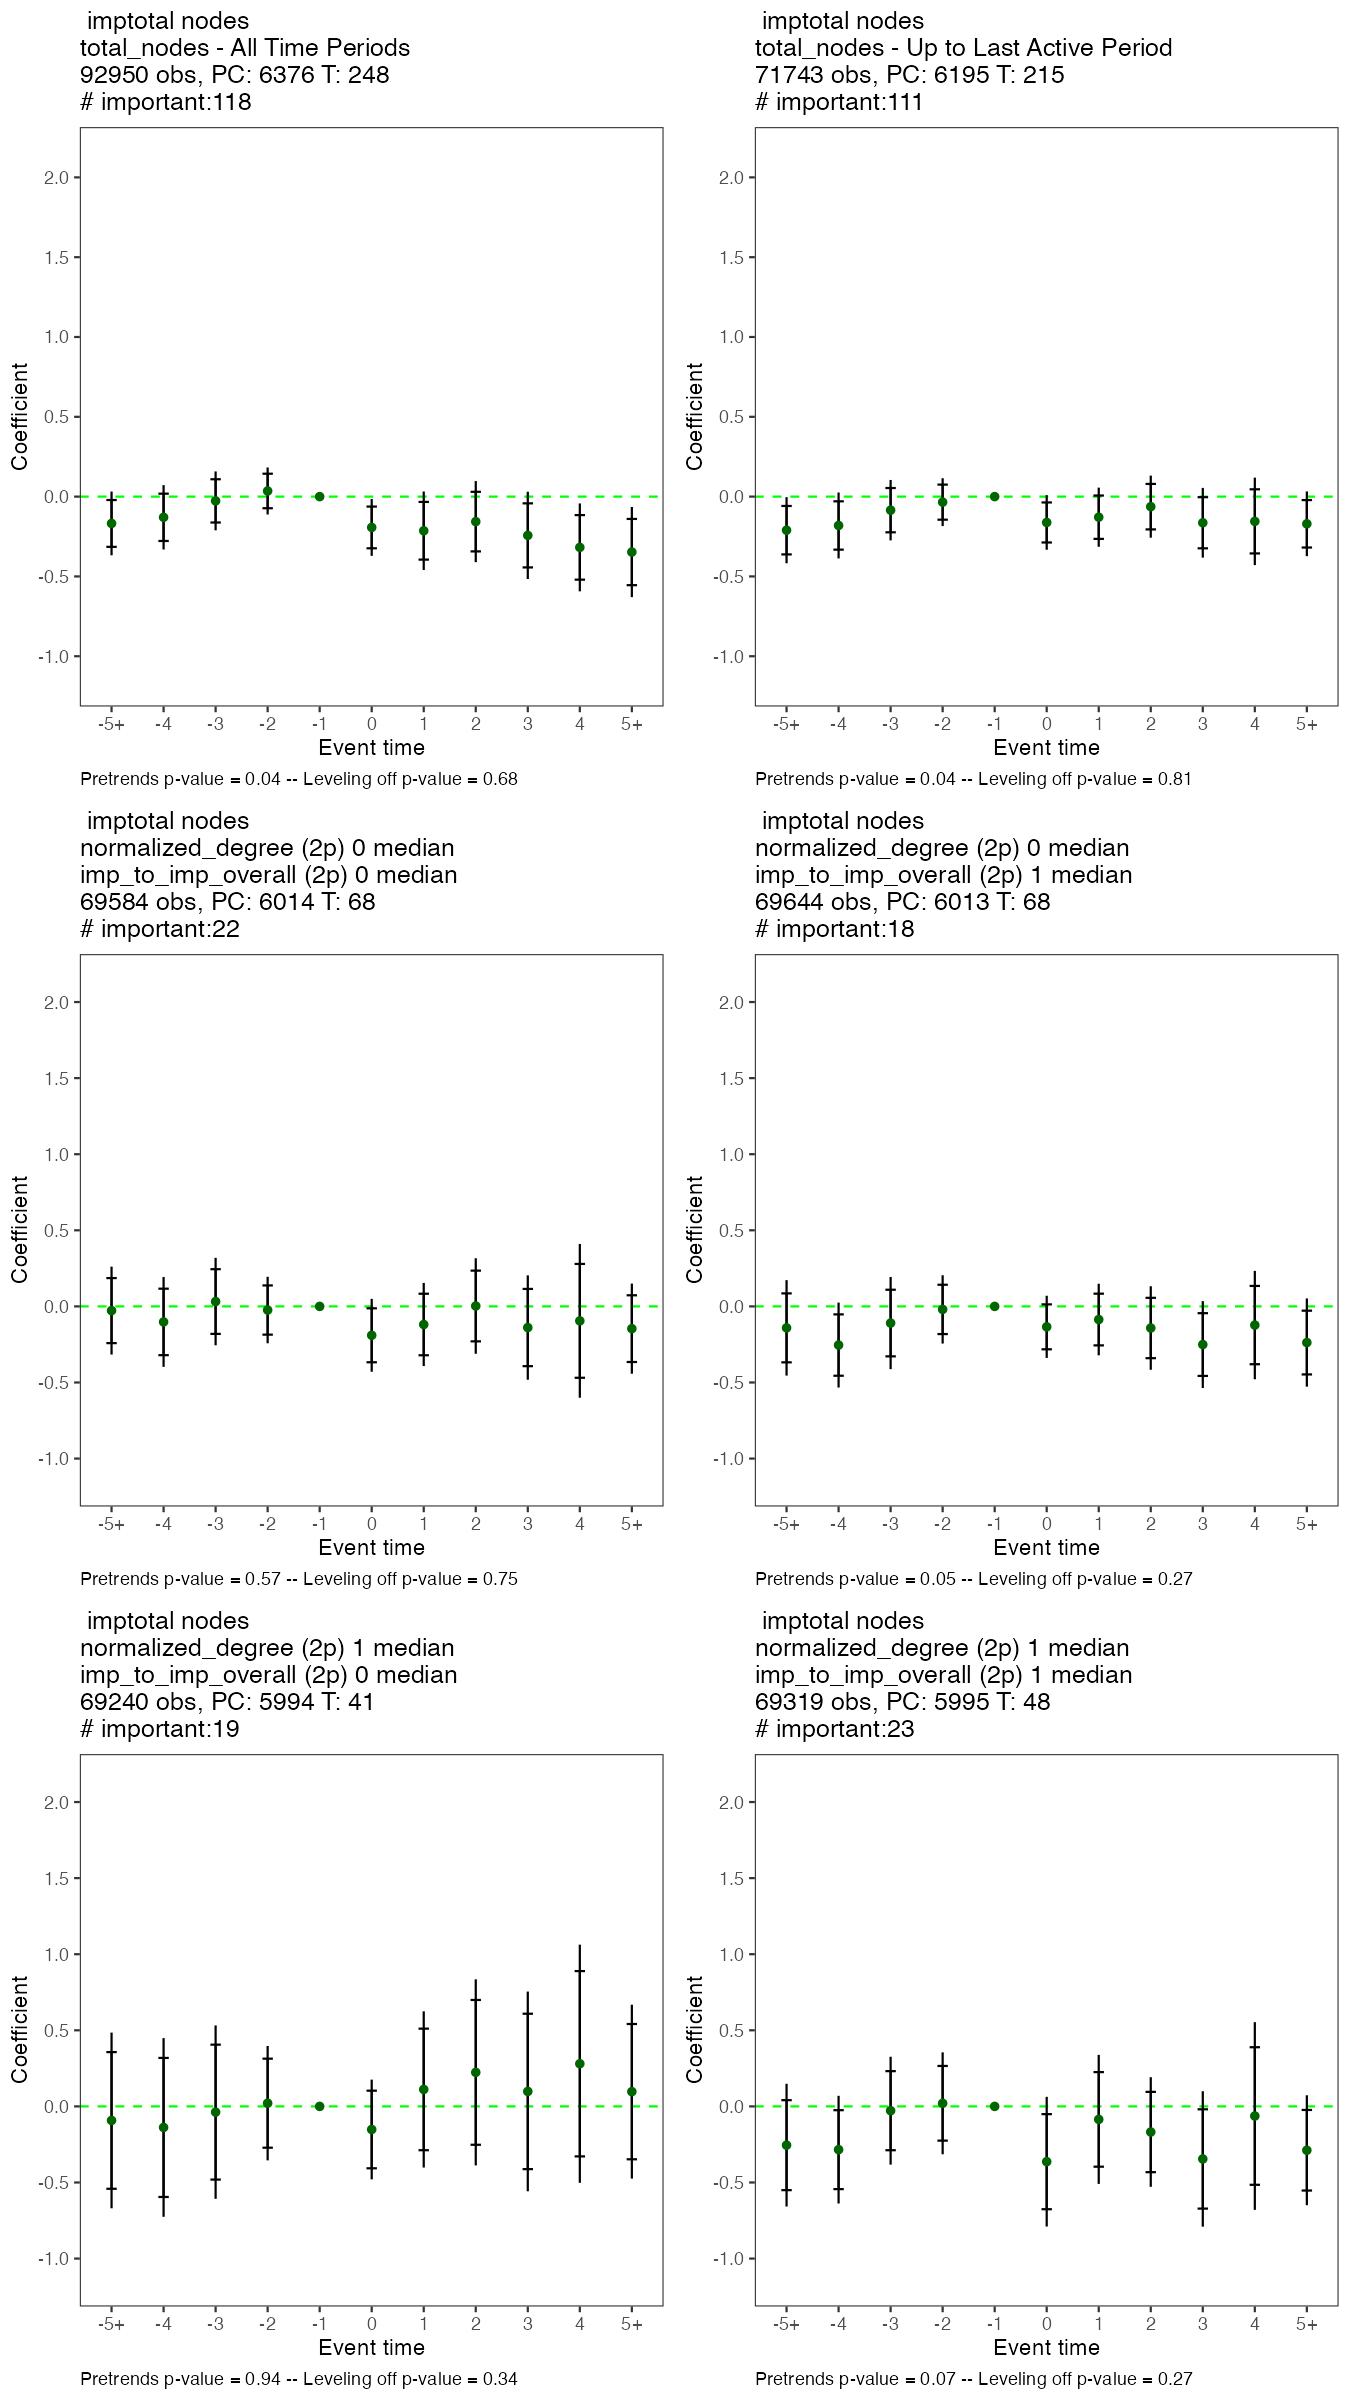 imptotal nodes
total_nodes - All Time Periods
92950 obs, PC: 6376 T: 248
# important:118
Coefficient
2.0
1.5
1.0
0.5
0.0
-0.5
-1.0
-5+ -4 -3 -2 -1 0 1 2 3 4 5+
Event time
Pretrends p-value = 0.04 -- Leveling off p-value = 0.68
imptotal nodes
total_nodes - Up to Last Active Period
71743 obs, PC: 6195 T: 215
# important:111
Coefficient
2.0
1.5
1.0
0.5
0.0
-0.5
-1.0
-5+ -4 -3 -2 -1 0 1 2 3 4 5+
Event time
Pretrends p-value = 0.04 -- Leveling off p-value = 0.81
imptotal nodes
normalized_degree (2p) 0 median
imp_to_imp_overall (2p) 0 median
69584 obs, PC: 6014 T: 68
# important:22
Coefficient
2.0
1.5
1.0
0.5
0.0
-0.5
-1.0
-5+ -4 -3 -2 -1 0 1 2 3 4 5+
Event time
Pretrends p-value = 0.57 -- Leveling off p-value = 0.75
imptotal nodes
normalized_degree (2p) 0 median
imp_to_imp_overall (2p) 1 median
69644 obs, PC: 6013 T: 68
# important:18
Coefficient
2.0
1.5
1.0
0.5
0.0
-0.5
-1.0
-5+ -4 -3 -2 -1 0 1 2 3 4 5+
Event time
Pretrends p-value = 0.05 -- Leveling off p-value = 0.27
imptotal nodes
normalized_degree (2p) 1 median
imp_to_imp_overall (2p) 0 median
69240 obs, PC: 5994 T: 41
# important:19
Coefficient
2.0
1.5
1.0
0.5
0.0
-0.5
-1.0
-5+ -4 -3 -2 -1 0 1 2 3 4 5+
Event time
Pretrends p-value = 0.94 -- Leveling off p-value = 0.34
imptotal nodes
normalized_degree (2p) 1 median
imp_to_imp_overall (2p) 1 median
69319 obs, PC: 5995 T: 48
# important:23
Coefficient
2.0
1.5
1.0
0.5
0.0
-0.5
-1.0
-5+ -4 -3 -2 -1 0 1 2 3 4 5+
Event time
Pretrends p-value = 0.07 -- Leveling off p-value = 0.27